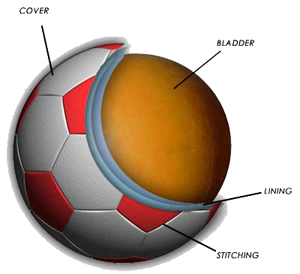 COVER
BLADDER
LINING
STITCHING